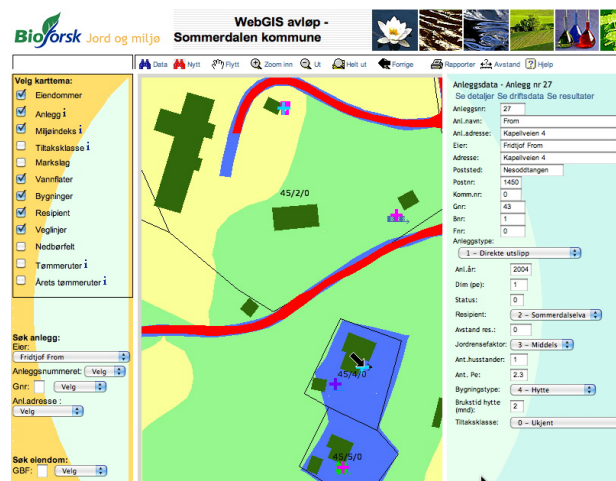 Bioforsk Jord og miljø
WebGIS avløp -
Sommerdalen kommune
Data Nytt Flytt Zoom inn Ut Helt ut Forrige Rapporter Avstand Hjelp
Velg karttema:
Eiendommer
Anlegg i
Miljøindeks i
Tiltaksklasse i
Markslag
Vannflater
Bygninger
Resipient
Veglinjer
Nedbørfelt
Tømmeruter i
Årets tømmeruter i
Søk anlegg:
Eier:
Fridtjof From
Anleggsnummeret: Velg
Gnr: Velg
Anl.adresse :
Velg
Søk eiendom:
GBF: Velg
45/2/0
45/4/0
45/5/0
Anleggsdata - Anlegg nr 27
Se detaljer Se driftsdata Se resultater
Anleggsnr: 27
Anl.navn: From
Anl.adresse: Kapellveien 4
Eier: Fridtjof From
Adresse: Kapellveien 4
Poststed: Nesoddtangen
Postnr: 1450
Komm.nr: 0
Gnr: 43
Bnr: 1
Fnr: 0
Anleggstype:
1 - Direkte utslipp
Anl.år: 2004
Dim (pe): 1
Status: 0
Resipient: 2 - Sommerdalselva
Avstand res.: 0
Jordrensefaktor: 3 - Middels
Ant.husstander: 1
Ant. Pe: 2.3
Bygningstype: 4 - Hytte
Brukstid hytte
(mnd): 2
Tiltaksklasse: 0 - Ukjent